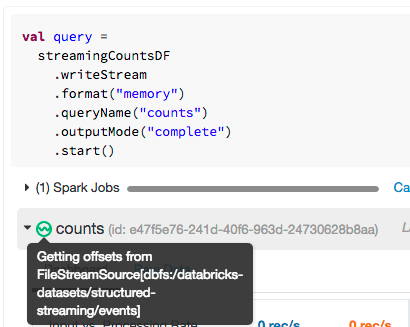 val query =
streamingCountsDF
.writeStream
.format("memory")
.queryName("counts")
.outputMode("complete")
.start()
(1) Spark Jobs
Ca
counts (id: e47f5e76-241d-40f6-963d-24730628b8aa)
Getting offsets from
FileStreamSource[dbfs:/databricks-
datasets/structured-
streaming/events]
Input vs. Processing Rate
0 rec/s 0 rec/s